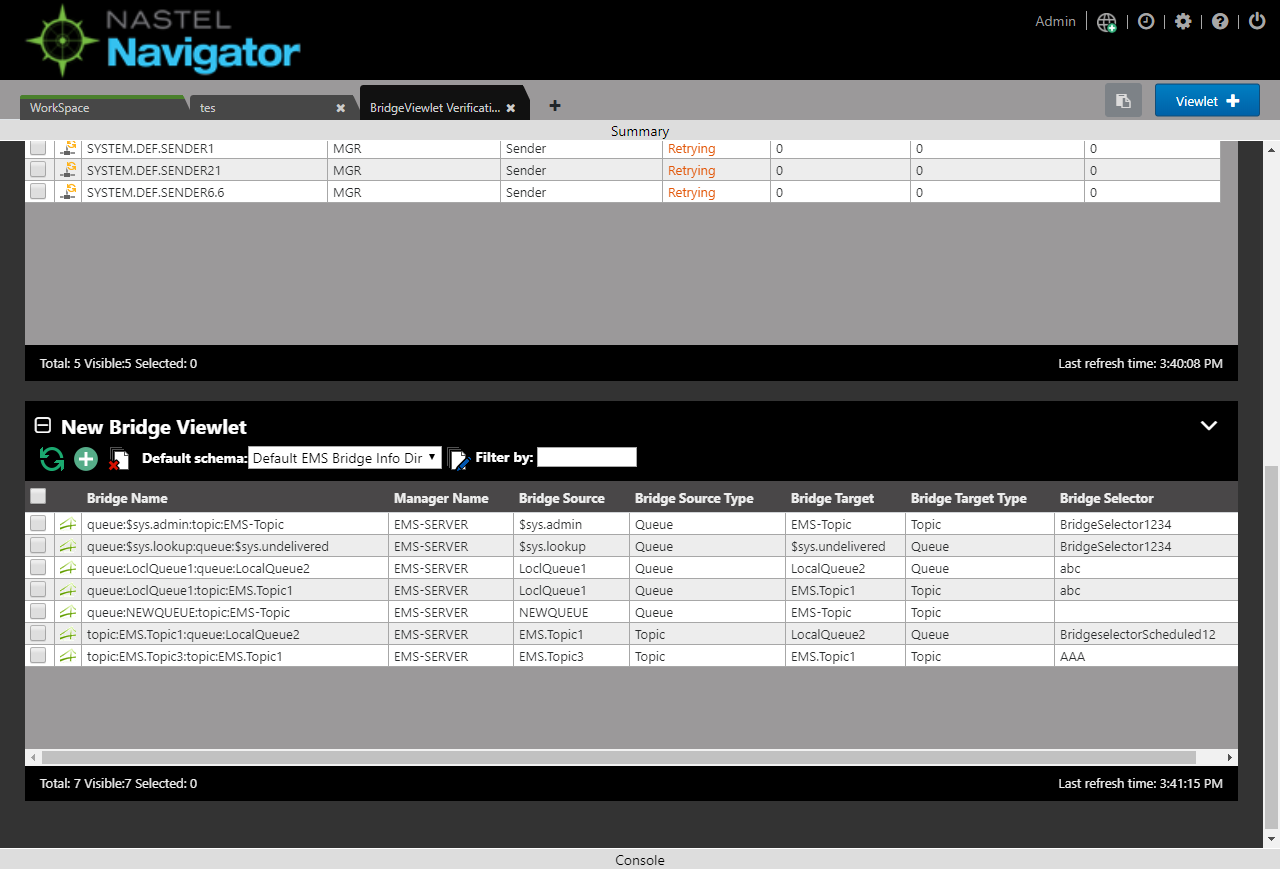 NASTEL
Navigator
Admin
WorkSpace tes BridgeViewlet Verificati... Viewlet
Summary
SYSTEM.DEF.SENDER1 MGR Sender Retrying 0 0 0
SYSTEM.DEF.SENDER21 MGR Sender Retrying 0 0 0
SYSTEM.DEF.SENDER6.6 MGR Sender Retrying 0 0 0
Total: 5 Visible:5 Selected: 0 Last refresh time: 3:40:08 PM
New Bridge Viewlet
Default schema: Default EMS Bridge Info Dir Filter by:
Bridge Name Manager Name Bridge Source Bridge Source Type Bridge Target Bridge Target Type Bridge Selector
queue:$sys.admin:topic:EMS-Topic EMS-SERVER $sys.admin Queue EMS-Topic Topic BridgeSelector1234
queue:$sys.lookup:queue:$sys.undelivered EMS-SERVER $sys.lookup Queue $sys.undelivered Queue BridgeSelector1234
queue:LoclQueue1:queue:LocalQueue2 EMS-SERVER LoclQueue1 Queue LocalQueue2 Queue abc
queue:LoclQueue1:topic:EMS.Topic1 EMS-SERVER LoclQueue1 Queue EMS.Topic1 Topic abc
queue:NEWQUEUE:topic:EMS-Topic EMS-SERVER NEWQUEUE Queue EMS-Topic Topic
topic:EMS.Topic1:queue:LocalQueue2 EMS-SERVER EMS.Topic1 Topic LocalQueue2 Queue BridgeselectorScheduled12
topic:EMS.Topic3:topic:EMS.Topic1 EMS-SERVER EMS.Topic3 Topic EMS.Topic1 Topic AAA
Total: 7 Visible:7 Selected: 0 Last refresh time: 3:41:15 PM
Console